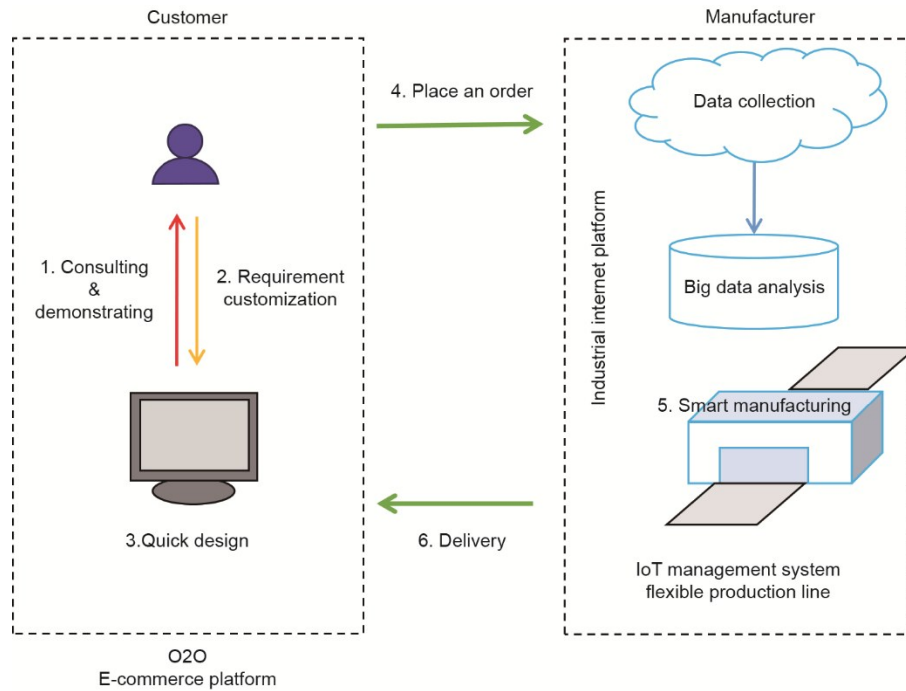 Customer
Manufacturer
4. Place an order
Data collection
1. Consulting
&
demonstrating
2. Requirement
customization
Industrial internet platform
Big data analysis
5. Smart manufacturing
3.Quick design
6. Delivery
IoT management system
flexible production line
O2O
E-commerce platform